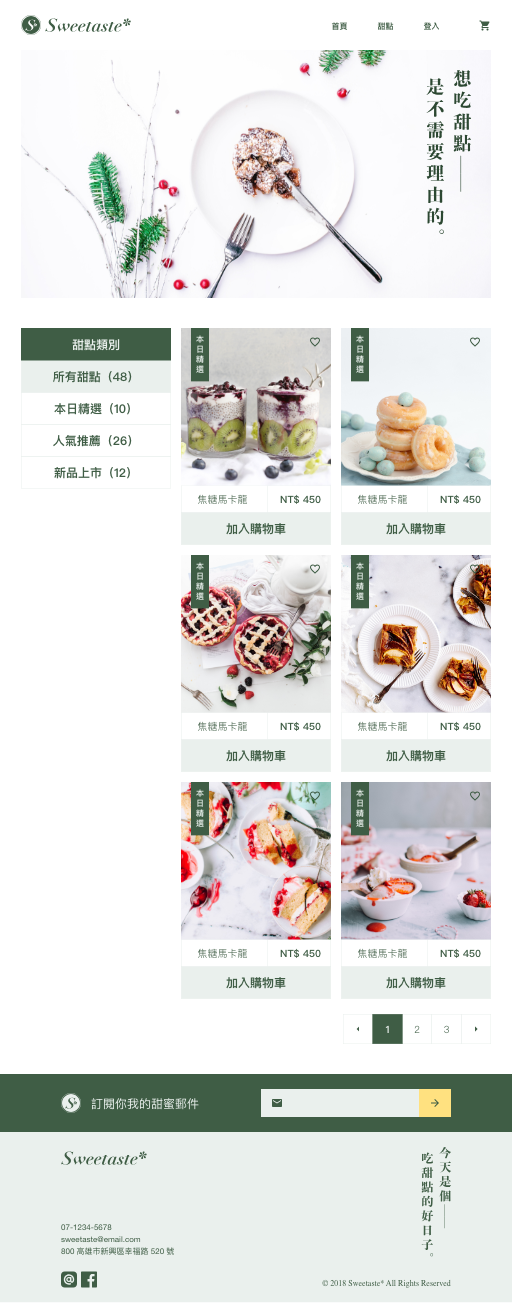 Sweetaste*
首頁
甜點
登入
想吃甜點——
是不需要理由的。
甜點類別
所有甜點 (48)
本日精選 (10)
人氣推薦 (26)
新品上市 (12)
本日精選
焦糖馬卡龍
NT$ 450
加入購物車
本日精選
焦糖馬卡龍
NT$ 450
加入購物車
本日精選
焦糖馬卡龍
NT$ 450
加入購物車
本日精選
焦糖馬卡龍
NT$ 450
加入購物車
本日精選
焦糖馬卡龍
NT$ 450
加入購物車
本日精選
焦糖馬卡龍
NT$ 450
加入購物車
1
2
3
訂閱你我的甜蜜郵件
Sweetaste*
今天是個——
吃甜點的好日子。
07-1234-5678
sweetaste@email.com
800 高雄市新興區幸福路 520 號
© 2018 Sweetaste* All Rights Reserved